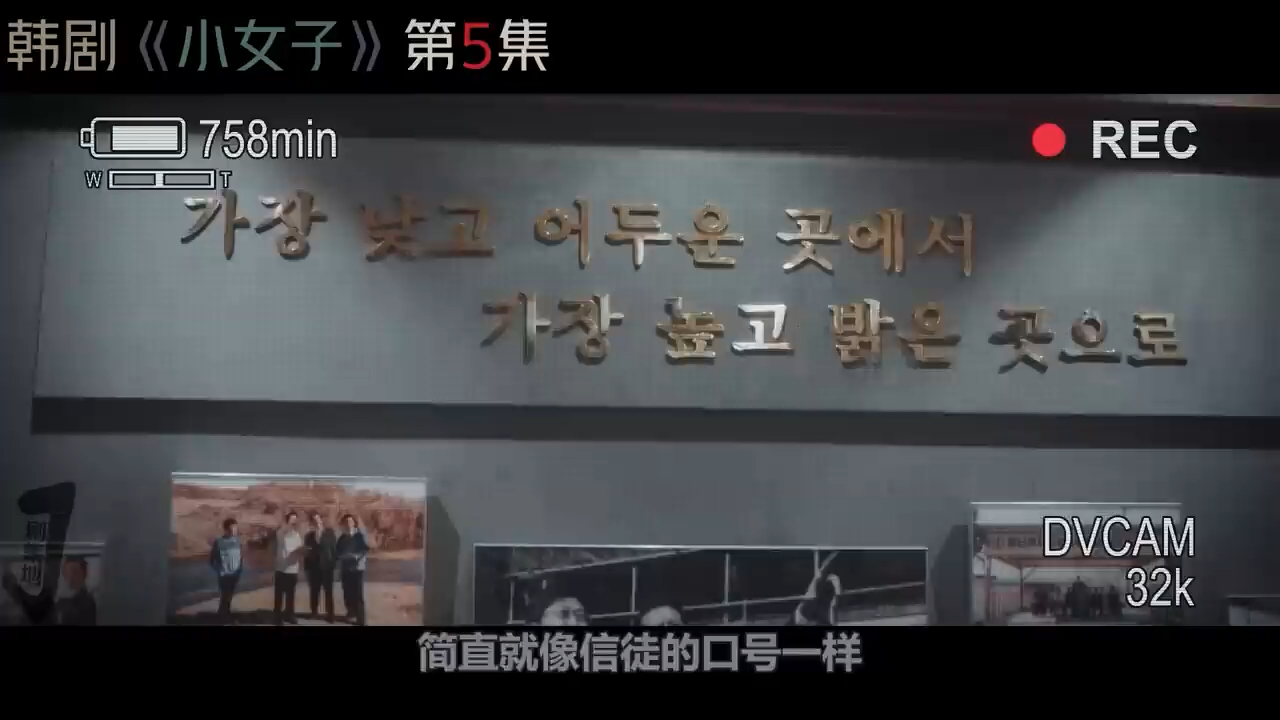 韩剧《小女子》第5集
758min
REC
W T
가장 낮고 어두운 곳에서
가장 높고 밝은 곳으로
DVCAM
32k
简直就像信徒的口号一样